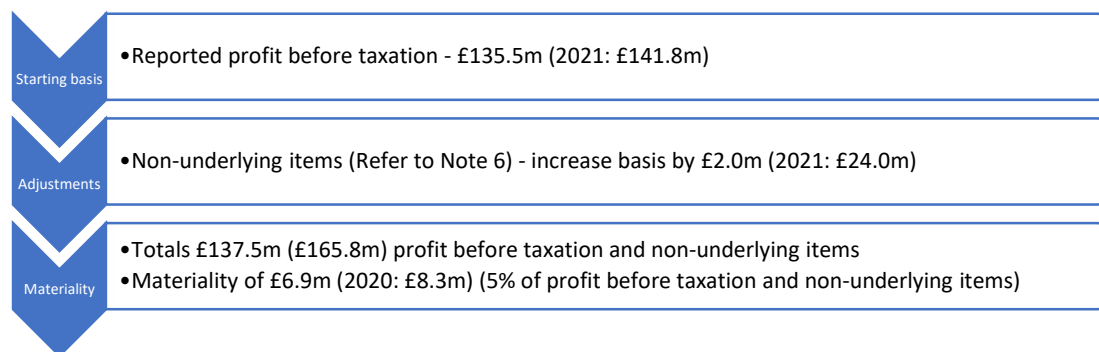 Starting basis
•Reported profit before taxation - £135.5m (2021: £141.8m)
Adjustments
•Non-underlying items (Refer to Note 6) - increase basis by £2.0m (2021: £24.0m)
Materiality
•Totals £137.5m (£165.8m) profit before taxation and non-underlying items
•Materiality of £6.9m (2020: £8.3m) (5% of profit before taxation and non-underlying items)